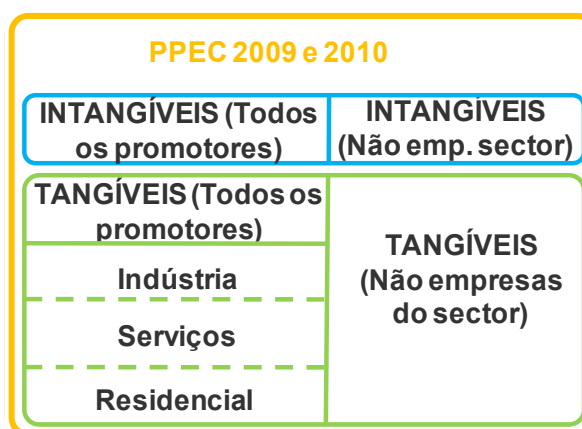 PPEC 2009 e 2010
INTANGÍVEIS (Todos
os promotores)
INTANGÍVEIS
(Não emp. sector)
TANGÍVEIS (Todos os
promotores)
Indústria
Serviços
Residencial
TANGÍVEIS
(Não empresas
do sector)